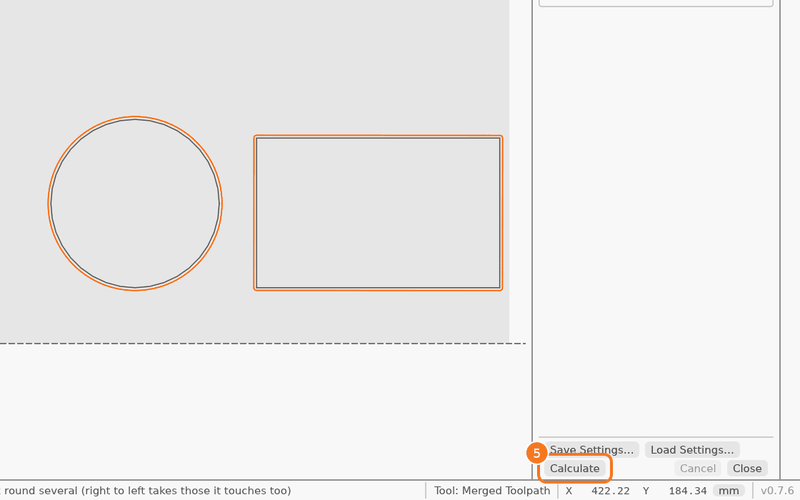 5
Save Settings... Load Settings...
Calculate Cancel Close
round several (right to left takes those it touches too) Tool: Merged Toolpath X 422.22 Y 184.34 mm v0.7.6